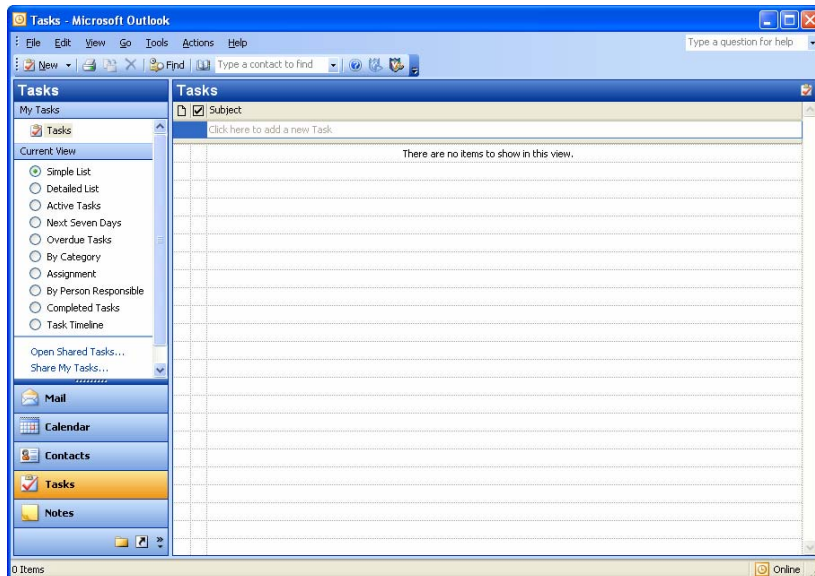 Tasks - Microsoft Outlook
File Edit View Go Tools Actions Help
Type a question for help
New Find Type a contact to find
Tasks
My Tasks
Tasks
Current View
Simple List
Detailed List
Active Tasks
Next Seven Days
Overdue Tasks
By Category
Assignment
By Person Responsible
Completed Tasks
Task Timeline
Open Shared Tasks...
Share My Tasks...
Mail
Calendar
Contacts
Tasks
Notes
Tasks
Subject
Click here to add a new Task
There are no items to show in this view.
0 Items
Online